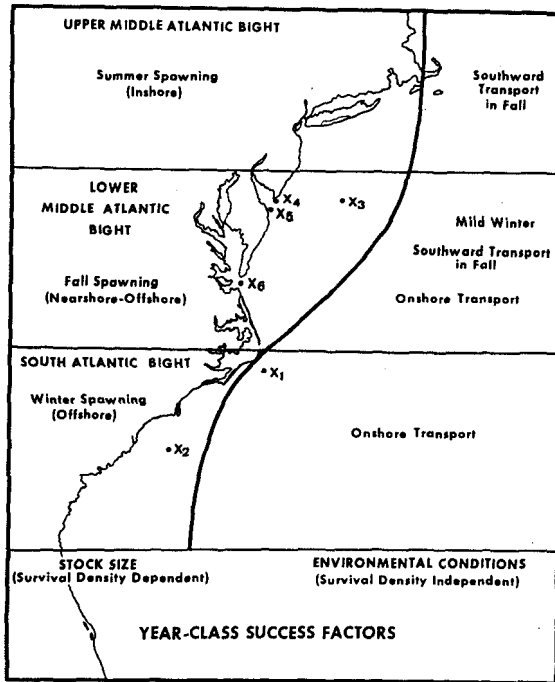 UPPER MIDDLE ATLANTIC BIGHT
Summer Spawning
(Inshore)
Southward
Transport
in Fall
LOWER
MIDDLE ATLANTIC
BIGHT
Fall Spawning
(Nearshore-Offshore)
X4
X5
X3
X6
Mild Winter
Southward Transport
in Fall
Onshore Transport
SOUTH ATLANTIC BIGHT
Winter Spawning
(Offshore)
X1
X2
Onshore Transport
STOCK SIZE
(Survival Density Dependent)
ENVIRONMENTAL CONDITIONS
(Survival Density Independent)
YEAR-CLASS SUCCESS FACTORS